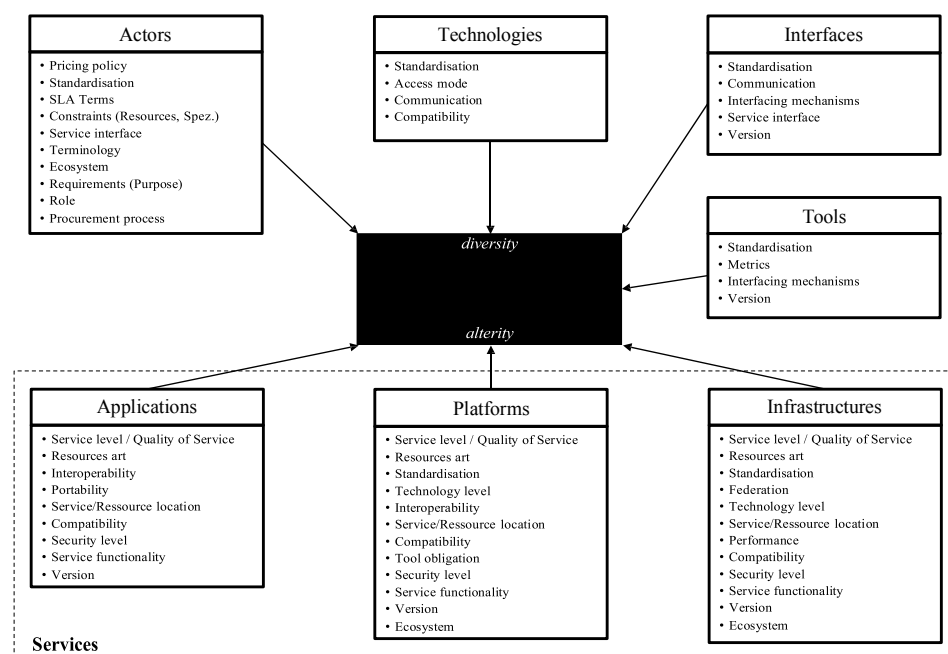 Actors
• Pricing policy
• Standardisation
• SLA Terms
• Constraints (Resources, Spez.)
• Service interface
• Terminology
• Ecosystem
• Requirements (Purpose)
• Role
• Procurement process
Technologies
• Standardisation
• Access mode
• Communication
• Compatibility
Interfaces
• Standardisation
• Communication
• Interfacing mechanisms
• Service interface
• Version
Tools
• Standardisation
• Metrics
• Interfacing mechanisms
• Version
diversity
alterity
Applications
• Service level / Quality of Service
• Resources art
• Interoperability
• Portability
• Service/Ressource location
• Compatibility
• Security level
• Service functionality
• Version
Platforms
• Service level / Quality of Service
• Resources art
• Standardisation
• Technology level
• Interoperability
• Service/Ressource location
• Compatibility
• Tool obligation
• Security level
• Service functionality
• Version
• Ecosystem
Infrastructures
• Service level / Quality of Service
• Resources art
• Standardisation
• Federation
• Technology level
• Service/Ressource location
• Performance
• Compatibility
• Security level
• Service functionality
• Version
• Ecosystem
Services